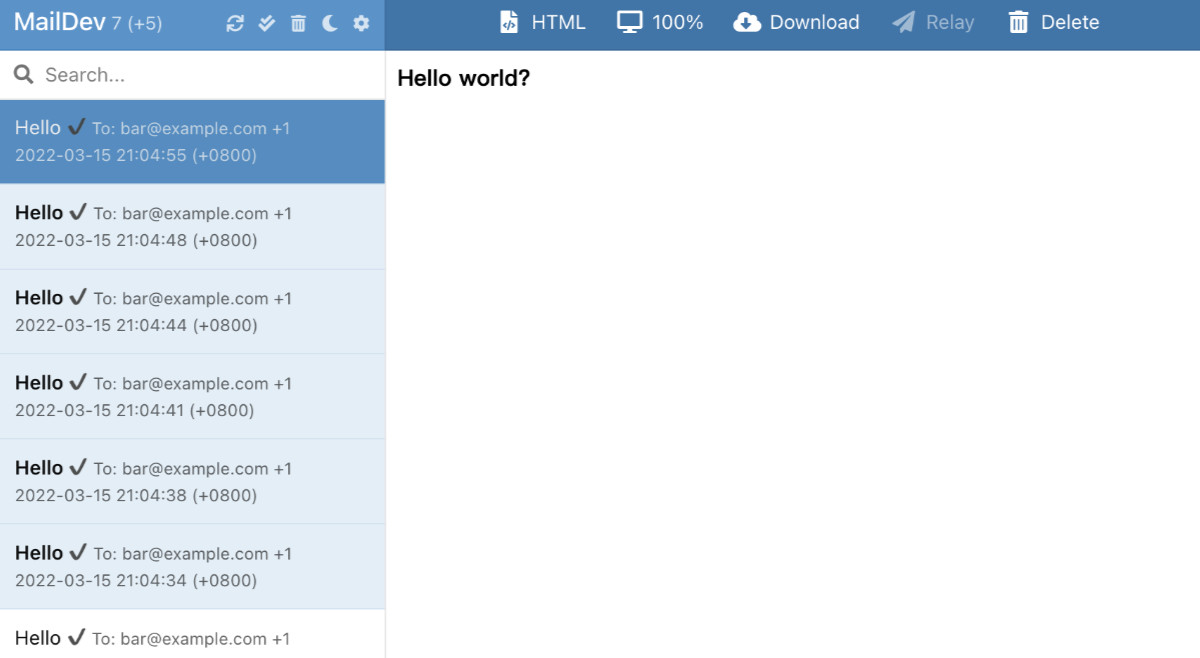 MailDev 7 (+5)
HTML 100% Download Relay Delete
Search...
Hello ✔ To: bar@example.com +1
2022-03-15 21:04:55 (+0800)
Hello ✔ To: bar@example.com +1
2022-03-15 21:04:48 (+0800)
Hello ✔ To: bar@example.com +1
2022-03-15 21:04:44 (+0800)
Hello ✔ To: bar@example.com +1
2022-03-15 21:04:41 (+0800)
Hello ✔ To: bar@example.com +1
2022-03-15 21:04:38 (+0800)
Hello ✔ To: bar@example.com +1
2022-03-15 21:04:34 (+0800)
Hello ✔ To: bar@example.com +1
Hello world?